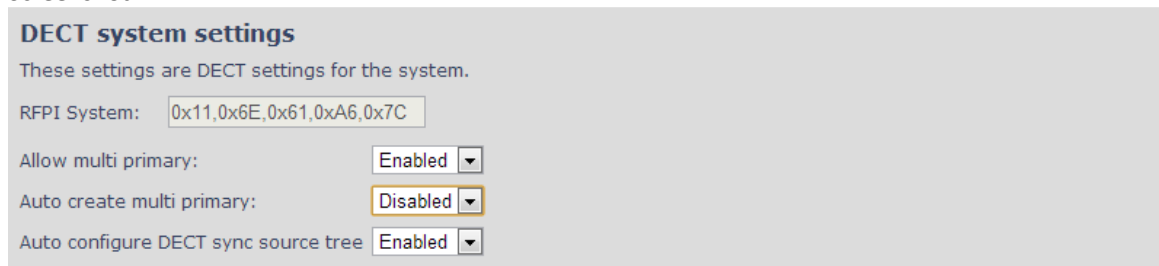 DECT system settings
These settings are DECT settings for the system.
RFPI System: 0x11,0x6E,0x61,0xA6,0x7C
Allow multi primary: Enabled
Auto create multi primary: Disabled
Auto configure DECT sync source tree Enabled